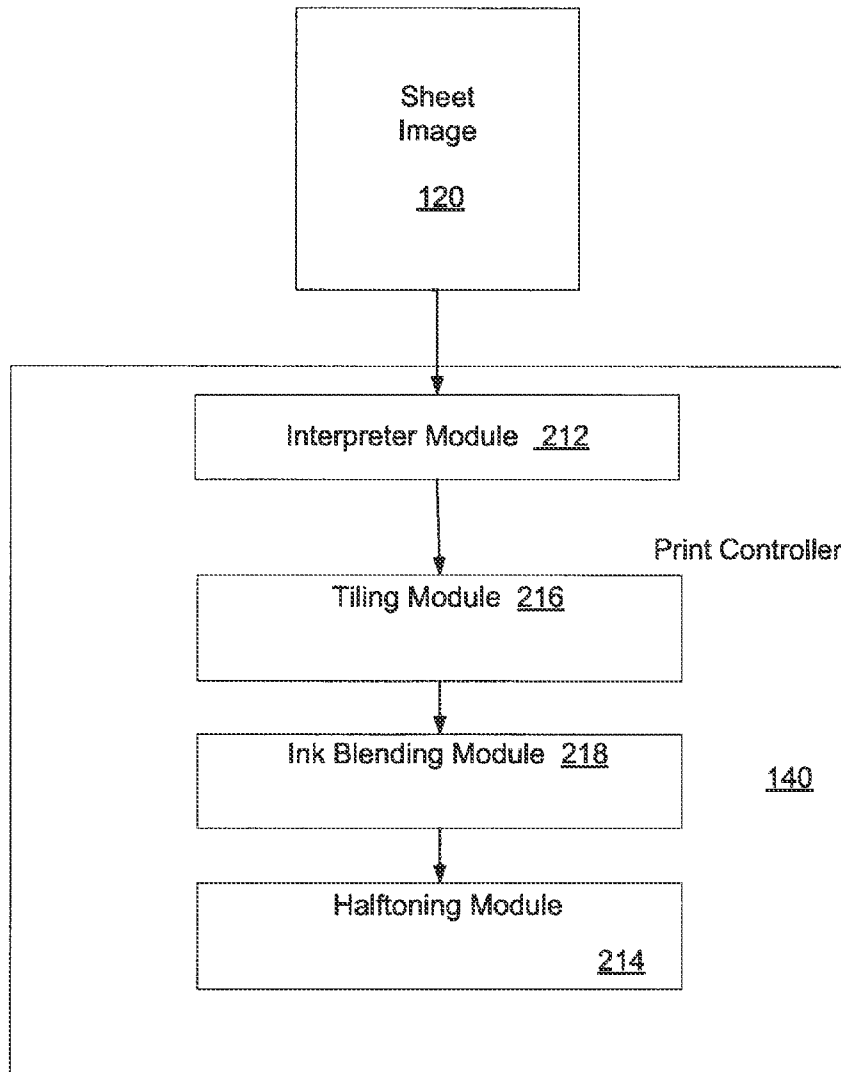 Sheet
Image
120
Interpreter Module 212
Print Controller
Tiling Module 216
Ink Blending Module 218
140
Halftoning Module
214